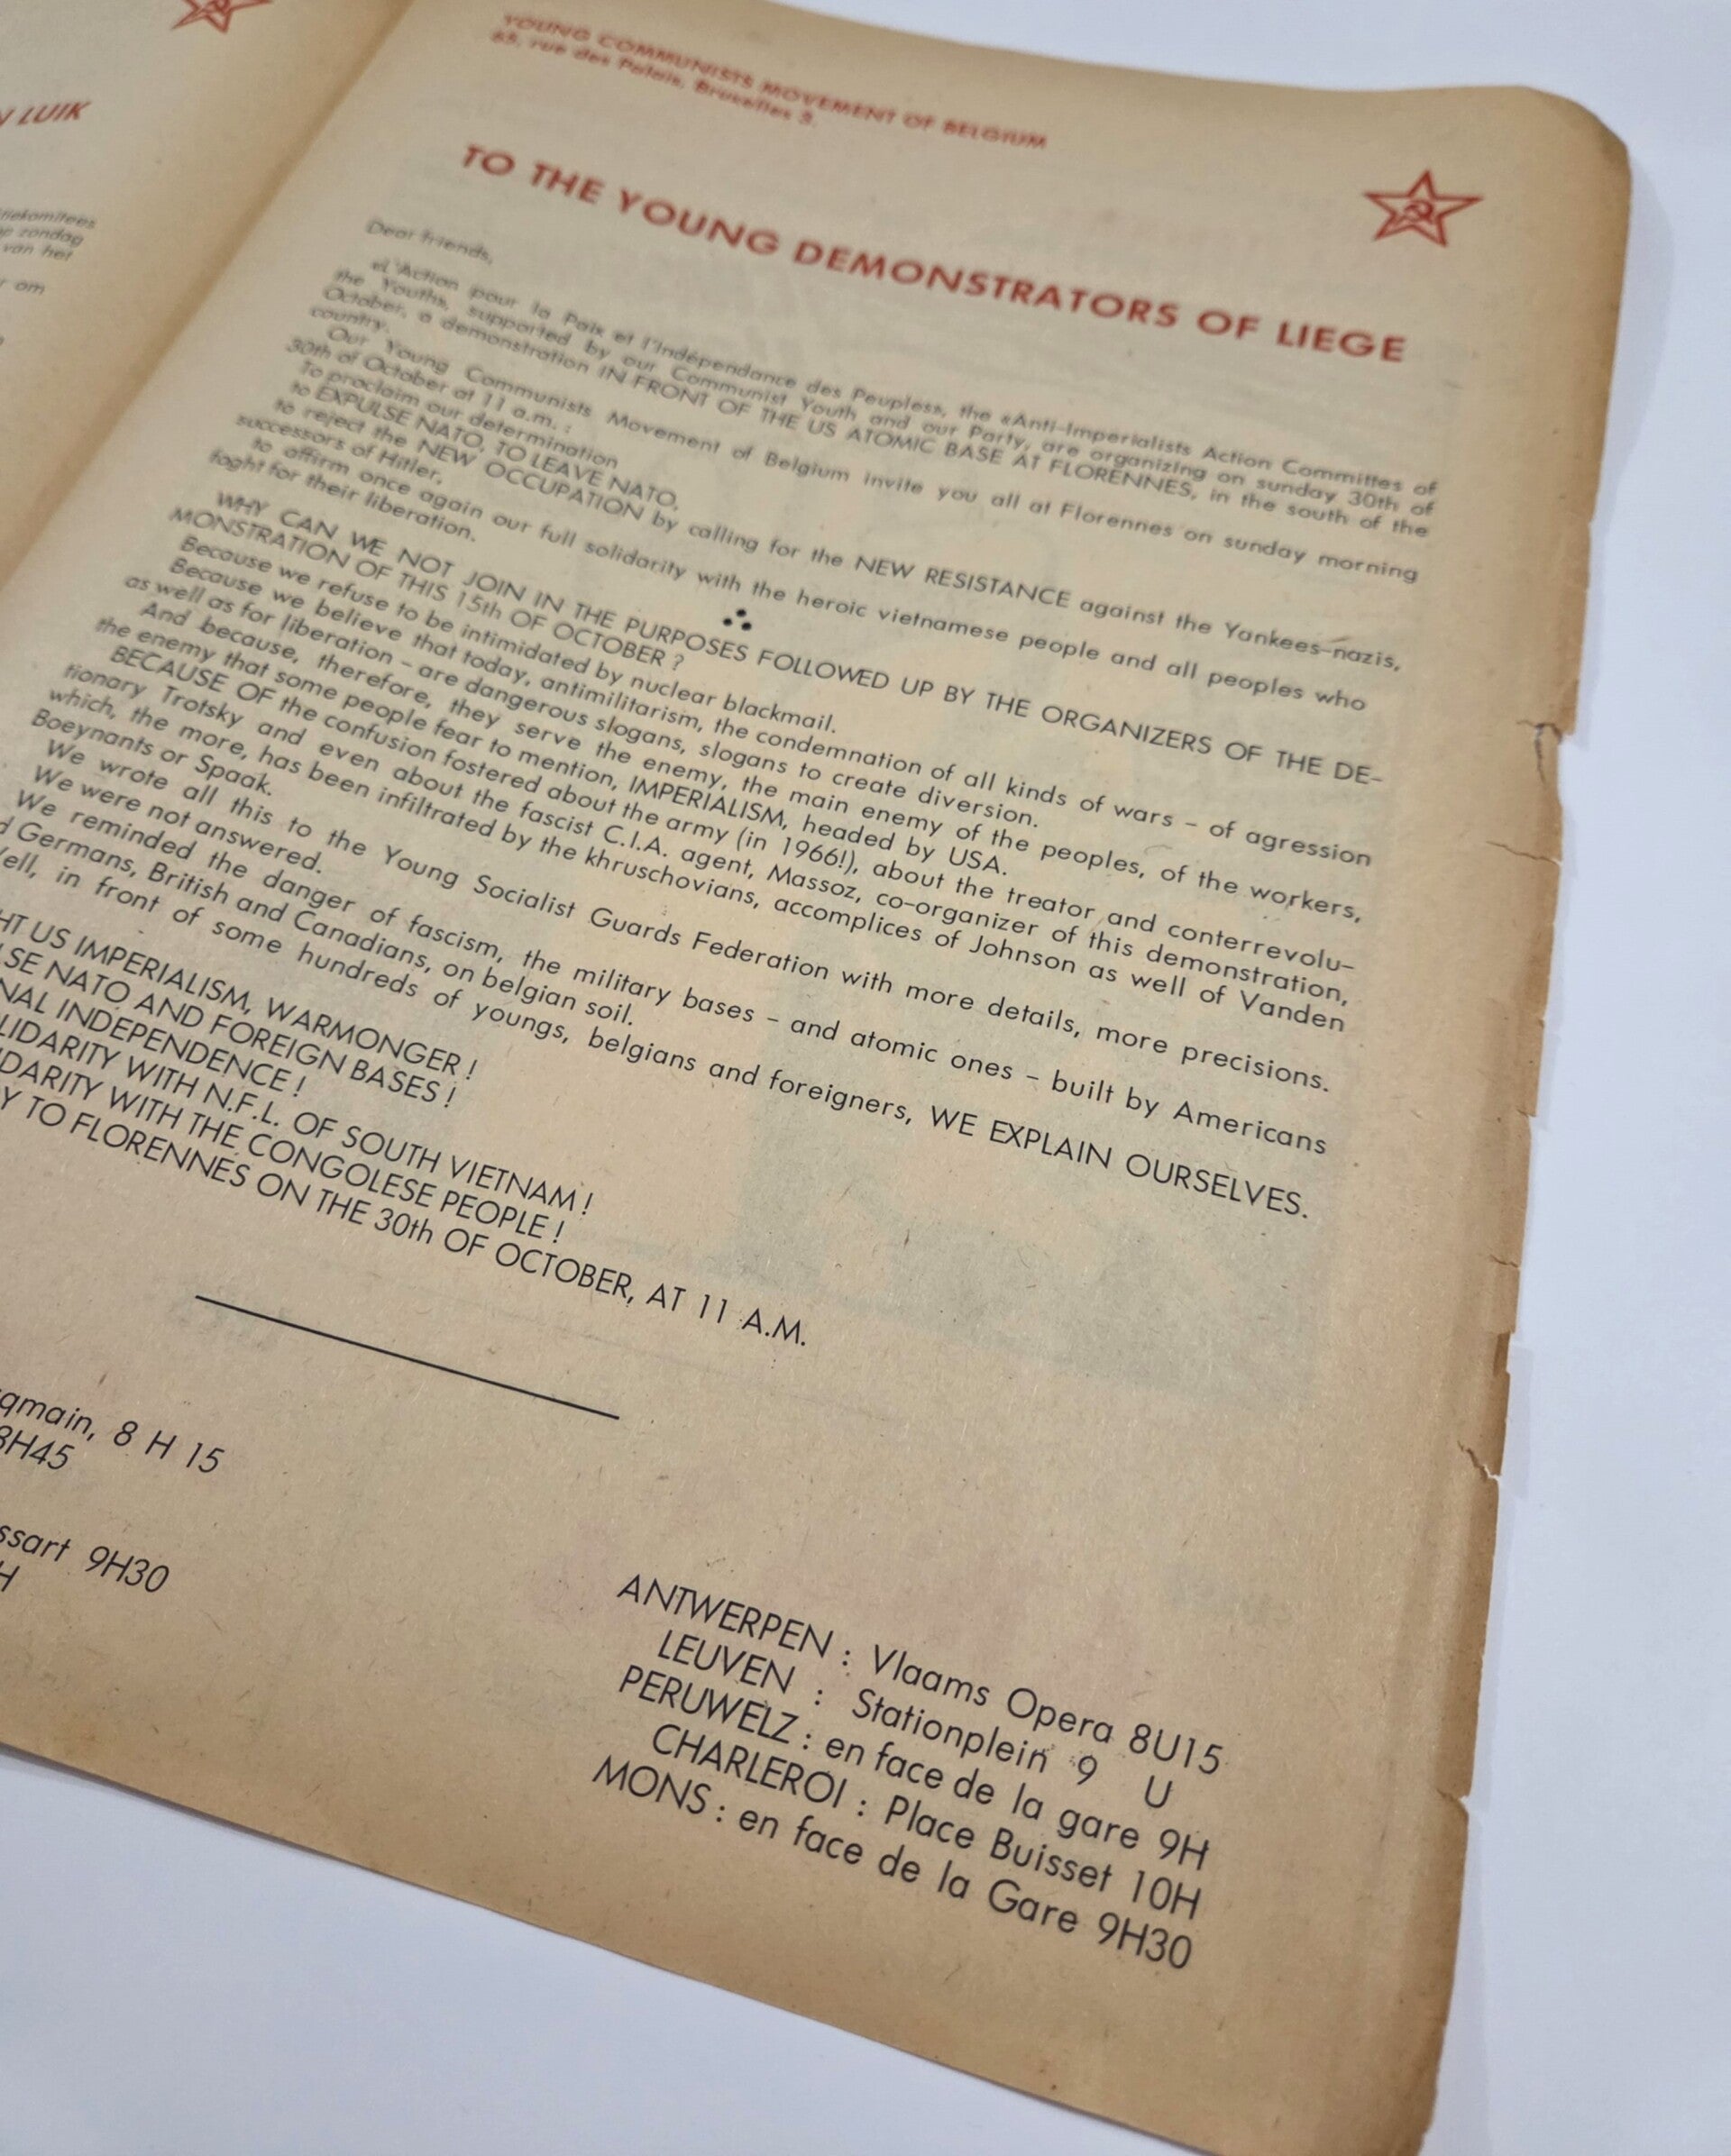 LUIK
zondag
van het
om
YOUNG COMMUNISTS MOVEMENT OF BELGIUM
65, rue des Palais, Bruxelles 3.
TO THE YOUNG DEMONSTRATORS OF LIEGE
Dear friends,
«L'Action pour la Paix et l'Indépendance des Peuples», the «Anti-Imperialists Action Committes of
the Youth», supported by our Communist Youth and our Party, are organizing on sunday 30th of
October, a demonstration IN FRONT OF THE US ATOMIC BASE AT FLORENNES, in the south of the
country.
Our Young Communists Movement of Belgium invite you all at Florennes on sunday morning
30th of October at 11 a.m. :
To proclaim our determination
to EXPULSE NATO, TO LEAVE NATO,
to reject the NEW OCCUPATION by calling for the NEW RESISTANCE against the Yankees-nazis,
successors of Hitler,
to affirm once again our full solidarity with the heroic vietnamese people and all peoples who
foght for their liberation.
WHY CAN WE NOT JOIN IN THE PURPOSES FOLLOWED UP BY THE ORGANIZERS OF THE DE-
MONSTRATION OF THIS 15th OF OCTOBER ?
Because we refuse to be intimidated by nuclear blackmail.
Because we believe that today, antimilitarism, the condemnation of all kinds of wars – of agression
as well as for liberation – are dangerous slogans, slogans to create diversion.
And because, therefore, they serve the enemy, the main enemy of the peoples, of the workers,
the enemy that some people fear to mention, IMPERIALISM, headed by USA.
BECAUSE OF the confusion fostered about the army (in 1966!), about the treator and conterrevolu-
tionary Trotsky and even about the fascist C.I.A. agent, Massoz, co-organizer of this demonstration,
which, the more, has been infiltrated by the khruschovians, accomplices of Johnson as well of Vanden
Boeynants or Spaak.
We wrote all this to the Young Socialist Guards Federation with more details, more precisions.
We were not answered.
We reminded the danger of fascism, the military bases – and atomic ones – built by Americans
d Germans, British and Canadians, on belgian soil.
ell, in front of some hundreds of youngs, belgians and foreigners, WE EXPLAIN OURSELVES.
HT US IMPERIALISM, WARMONGER !
LSE NATO AND FOREIGN BASES !
NAL INDEPENDENCE !
LIDARITY WITH N.F.L. OF SOUTH VIETNAM !
IDARITY WITH THE CONGOLESE PEOPLE !
Y TO FLORENNES ON THE 30th OF OCTOBER, AT 11 A.M.
qmain, 8 H 15
8H45
ssart 9H30
H
ANTWERPEN : Vlaams Opera 8U15
LEUVEN : Stationplein 9 U
PERUWELZ : en face de la gare 9H
CHARLEROI : Place Buisset 10H
MONS : en face de la Gare 9H30